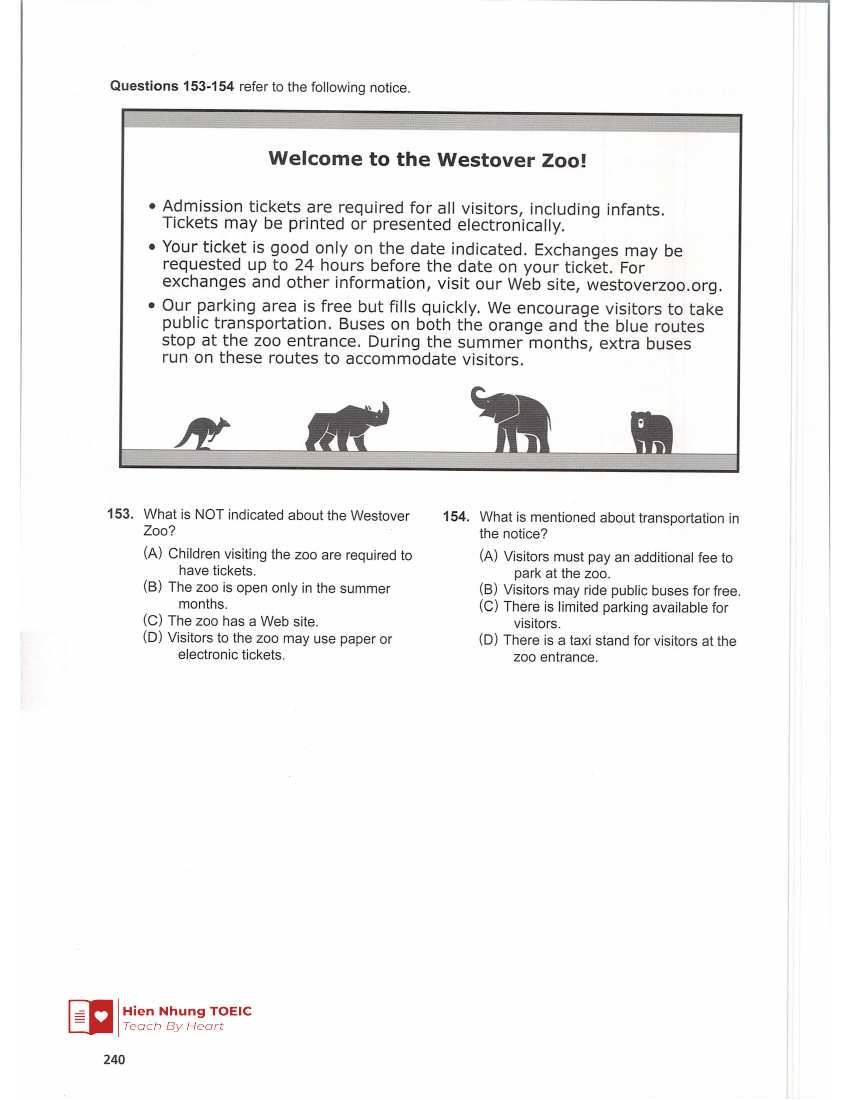 Questions 153-154 refer to the following notice.
Welcome to the Westover Zoo!
• Admission tickets are required for all visitors, including infants.
Tickets may be printed or presented electronically.
• Your ticket is good only on the date indicated. Exchanges may be
requested up to 24 hours before the date on your ticket. For
exchanges and other information, visit our Web site, westoverzoo.org.
• Our parking area is free but fills quickly. We encourage visitors to take
public transportation. Buses on both the orange and the blue routes
stop at the zoo entrance. During the summer months, extra buses
run on these routes to accommodate visitors.
153. What is NOT indicated about the Westover
Zoo?
(A) Children visiting the zoo are required to
have tickets.
(B) The zoo is open only in the summer
months.
(C) The zoo has a Web site.
(D) Visitors to the zoo may use paper or
electronic tickets.
154. What is mentioned about transportation in
the notice?
(A) Visitors must pay an additional fee to
park at the zoo.
(B) Visitors may ride public buses for free.
(C) There is limited parking available for
visitors.
(D) There is a taxi stand for visitors at the
zoo entrance.
Hien Nhung TOEIC
Teach By Heart
240